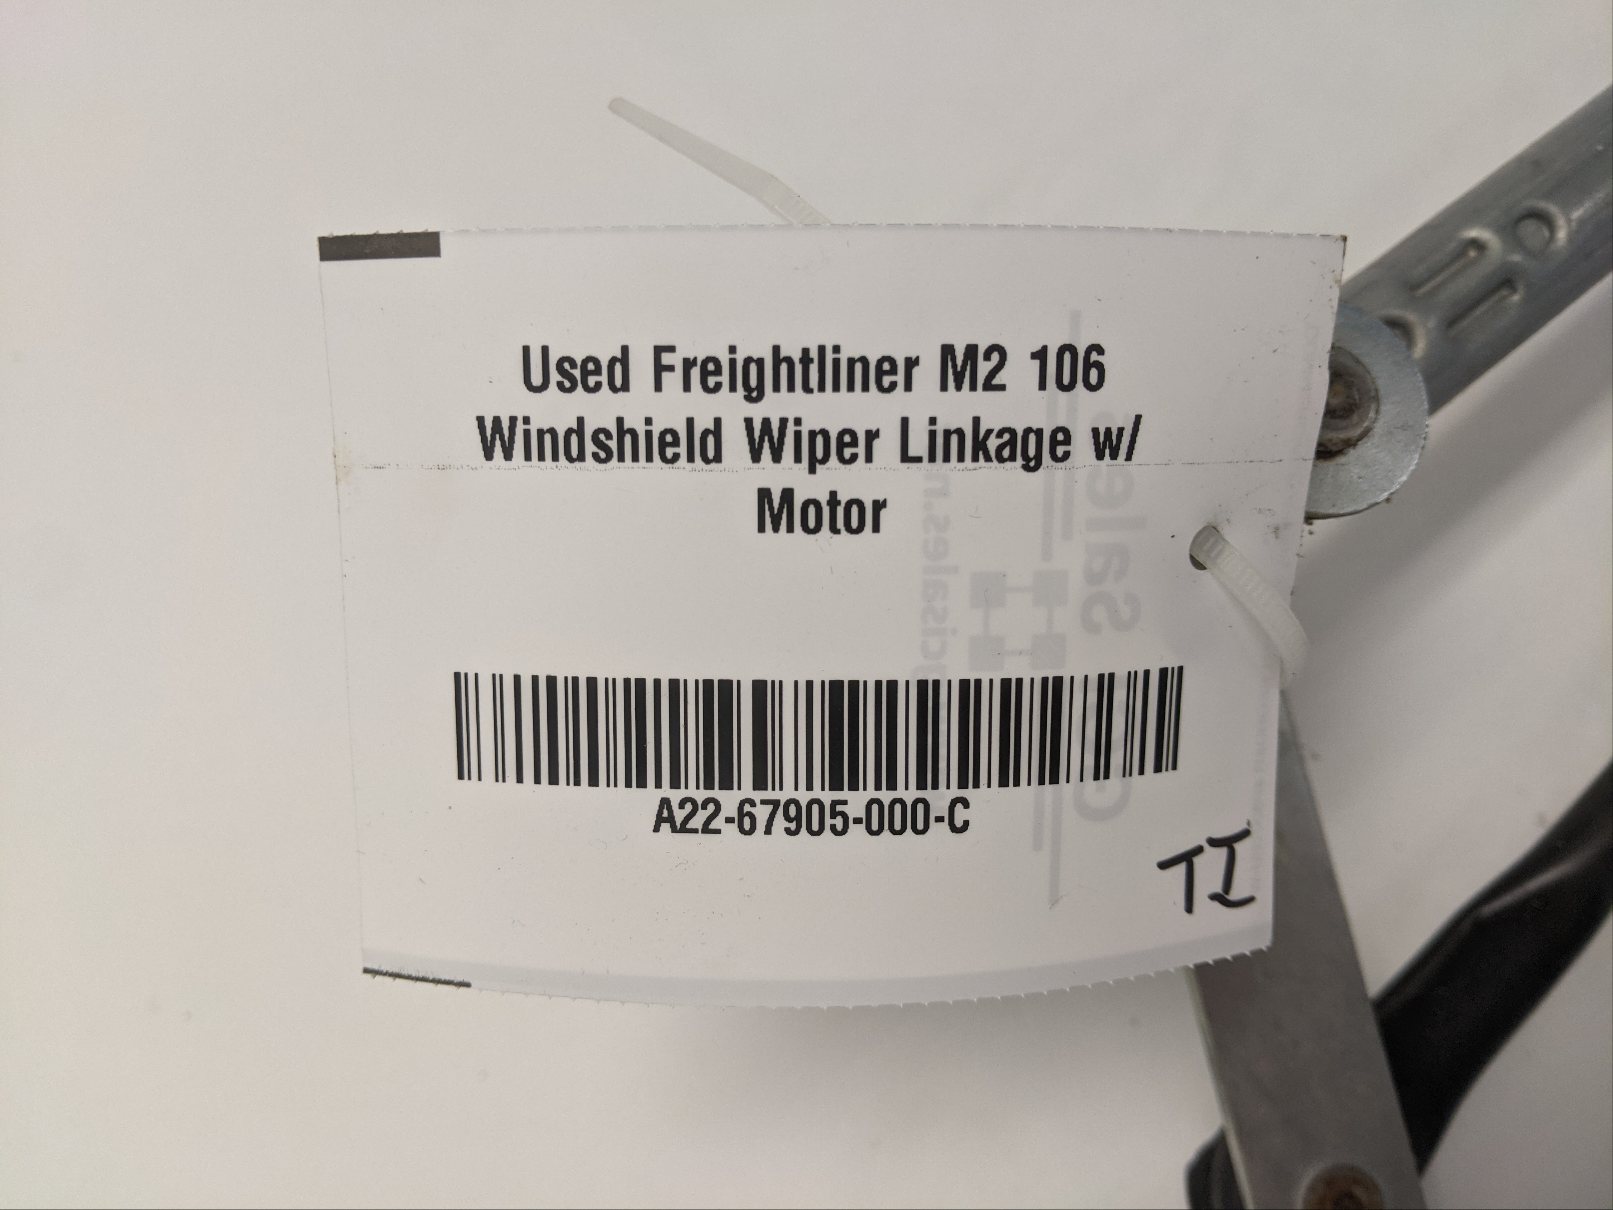 Used Freightliner M2 106
Windshield Wiper Linkage w/
Motor
A22-67905-000-C
TI